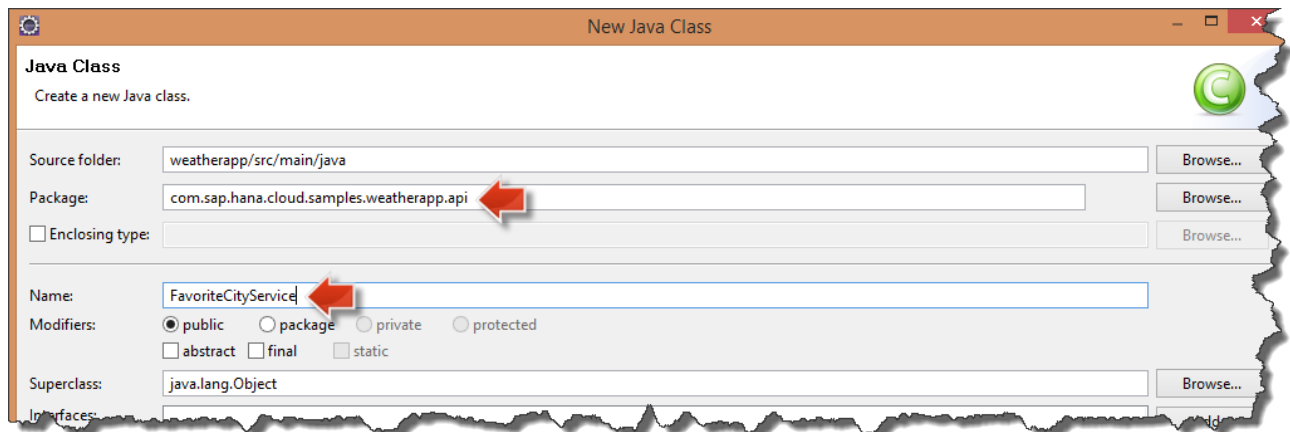 New Java Class
Java Class
Create a new Java class.
Source folder: weatherapp/src/main/java Browse...
Package: com.sap.hana.cloud.samples.weatherapp.api Browse...
Enclosing type: Browse...
Name: FavoriteCityService
Modifiers: public package private protected
abstract final static
Superclass: java.lang.Object Browse...
Interfaces: